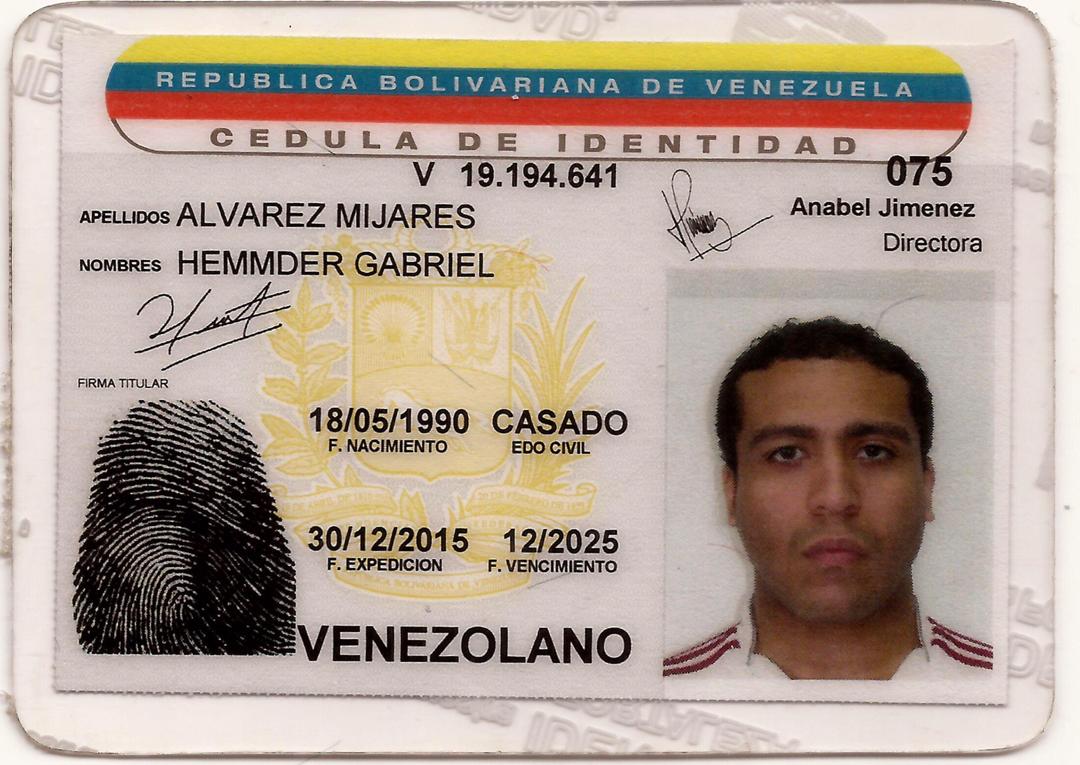 REPUBLICA BOLIVARIANA DE VENEZUELA
CEDULA DE IDENTIDAD
V 19.194.641
075
APELLIDOS ALVAREZ MIJARES
Anabel Jimenez
Directora
NOMBRES HEMMDER GABRIEL
FIRMA TITULAR
18/05/1990 CASADO
F. NACIMIENTO EDO CIVIL
30/12/2015 12/2025
F. EXPEDICION F. VENCIMIENTO
VENEZOLANO